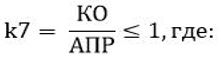 k7 = КО / АПР ≤ 1, где: